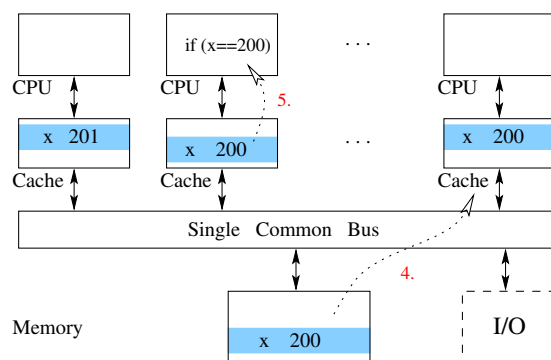 if (x==200)
. . .
CPU
CPU
5.
CPU
x 201
x 200
. . .
x 200
Cache
Cache
Cache
Single Common Bus
4.
Memory
x 200
I/O